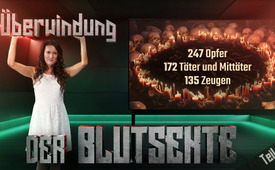 Überwindung
247 Opfer
172 Täter und Mittäter
135 Zeugen
DER BLUTSEKTE
Teil